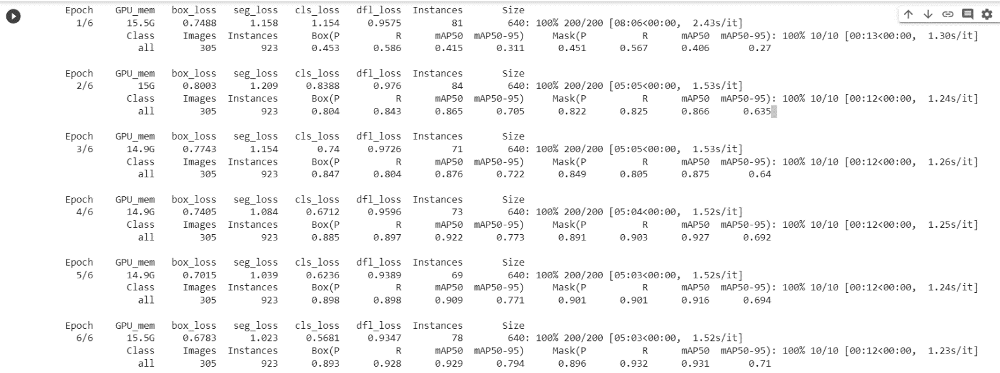 Epoch GPU_mem box_loss seg_loss cls_loss dfl_loss Instances Size
1/6 15.5G 0.7488 1.158 1.154 0.9575 81 640: 100% 200/200 [08:06<00:00, 2.43s/it]
Class Images Instances Box(P R mAP50 mAP50-95) Mask(P R mAP50 mAP50-95): 100% 10/10 [00:13<00:00, 1.30s/it]
all 305 923 0.453 0.586 0.415 0.311 0.451 0.567 0.406 0.27
Epoch GPU_mem box_loss seg_loss cls_loss dfl_loss Instances Size
2/6 15G 0.8003 1.209 0.8388 0.976 84 640: 100% 200/200 [05:05<00:00, 1.53s/it]
Class Images Instances Box(P R mAP50 mAP50-95) Mask(P R mAP50 mAP50-95): 100% 10/10 [00:12<00:00, 1.24s/it]
all 305 923 0.804 0.843 0.865 0.705 0.822 0.825 0.866 0.635
Epoch GPU_mem box_loss seg_loss cls_loss dfl_loss Instances Size
3/6 14.9G 0.7743 1.154 0.74 0.9726 71 640: 100% 200/200 [05:05<00:00, 1.53s/it]
Class Images Instances Box(P R mAP50 mAP50-95) Mask(P R mAP50 mAP50-95): 100% 10/10 [00:12<00:00, 1.26s/it]
all 305 923 0.847 0.804 0.876 0.722 0.849 0.805 0.875 0.64
Epoch GPU_mem box_loss seg_loss cls_loss dfl_loss Instances Size
4/6 14.9G 0.7405 1.084 0.6712 0.9596 73 640: 100% 200/200 [05:04<00:00, 1.52s/it]
Class Images Instances Box(P R mAP50 mAP50-95) Mask(P R mAP50 mAP50-95): 100% 10/10 [00:12<00:00, 1.25s/it]
all 305 923 0.885 0.897 0.922 0.773 0.891 0.903 0.927 0.692
Epoch GPU_mem box_loss seg_loss cls_loss dfl_loss Instances Size
5/6 14.9G 0.7015 1.039 0.6236 0.9389 69 640: 100% 200/200 [05:03<00:00, 1.52s/it]
Class Images Instances Box(P R mAP50 mAP50-95) Mask(P R mAP50 mAP50-95): 100% 10/10 [00:12<00:00, 1.24s/it]
all 305 923 0.898 0.898 0.909 0.771 0.901 0.901 0.916 0.694
Epoch GPU_mem box_loss seg_loss cls_loss dfl_loss Instances Size
6/6 15.5G 0.6783 1.023 0.5681 0.9347 78 640: 100% 200/200 [05:03<00:00, 1.52s/it]
Class Images Instances Box(P R mAP50 mAP50-95) Mask(P R mAP50 mAP50-95): 100% 10/10 [00:12<00:00, 1.23s/it]
all 305 923 0.893 0.928 0.929 0.794 0.896 0.932 0.931 0.71